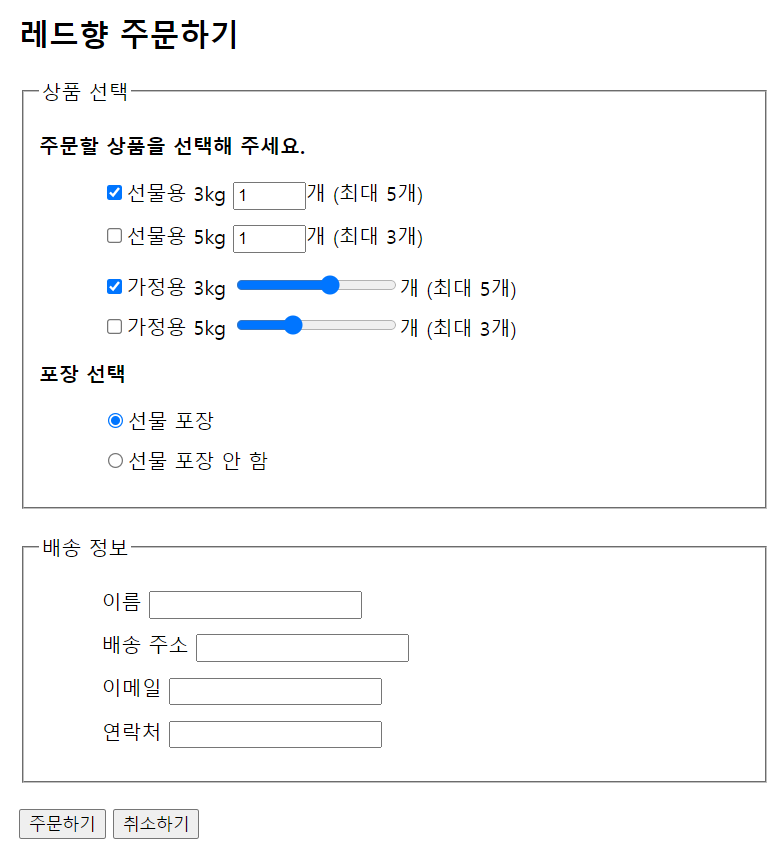 레드향 주문하기
상품 선택
주문할 상품을 선택해 주세요.
선물용 3kg 1 개 (최대 5개)
선물용 5kg 1 개 (최대 3개)
가정용 3kg 개 (최대 5개)
가정용 5kg 개 (최대 3개)
포장 선택
선물 포장
선물 포장 안 함
배송 정보
이름
배송 주소
이메일
연락처
주문하기 취소하기